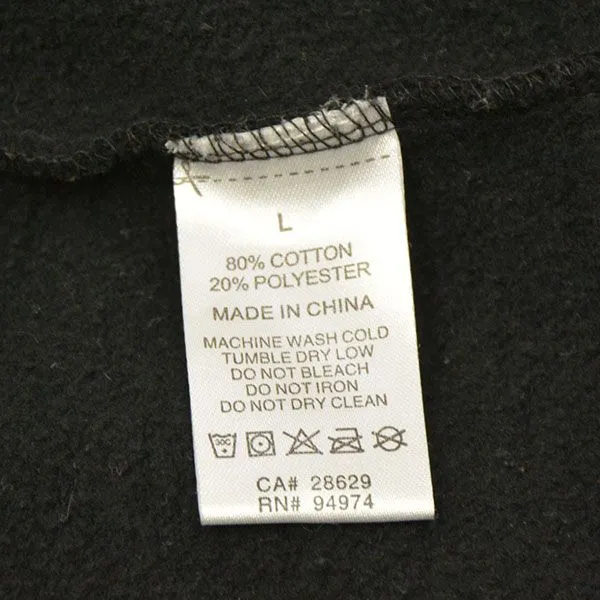 L
80% COTTON
20% POLYESTER
MADE IN CHINA
MACHINE WASH COLD
TUMBLE DRY LOW
DO NOT BLEACH
DO NOT IRON
DO NOT DRY CLEAN
30C
CA# 28629
RN# 94974